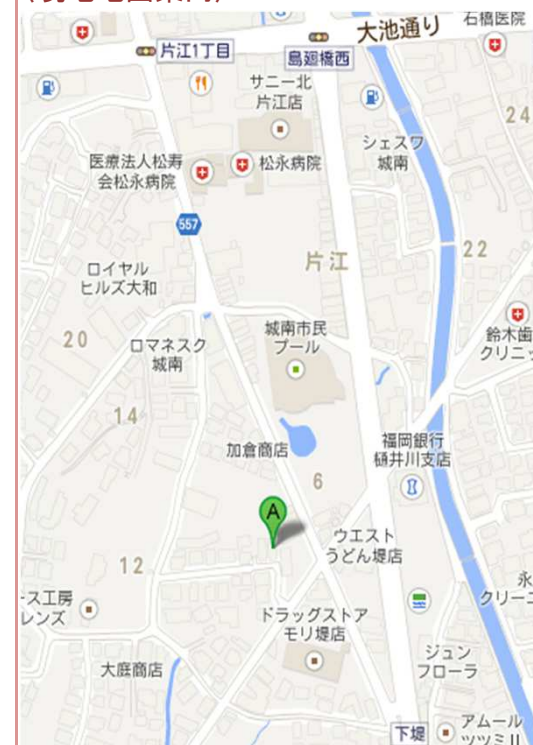 大池通り
石橋医院
片江1丁目
島廻橋西
サニー北
片江店
24
シェスワ
城南
医療法人松寿
会松永病院
松永病院
557
片江
22
ロイヤル
ヒルズ大和
20
ロマネスク
城南
城南市民
プール
鈴木歯
クリニッ
14
加倉商店
福岡銀行
樋井川支店
6
A
ウエスト
うどん堤店
12
ース工房
レンズ
永
クリーニ
ドラッグストア
モリ堤店
大庭商店
ジュン
フローラ
下堤
アムール
ツツミII